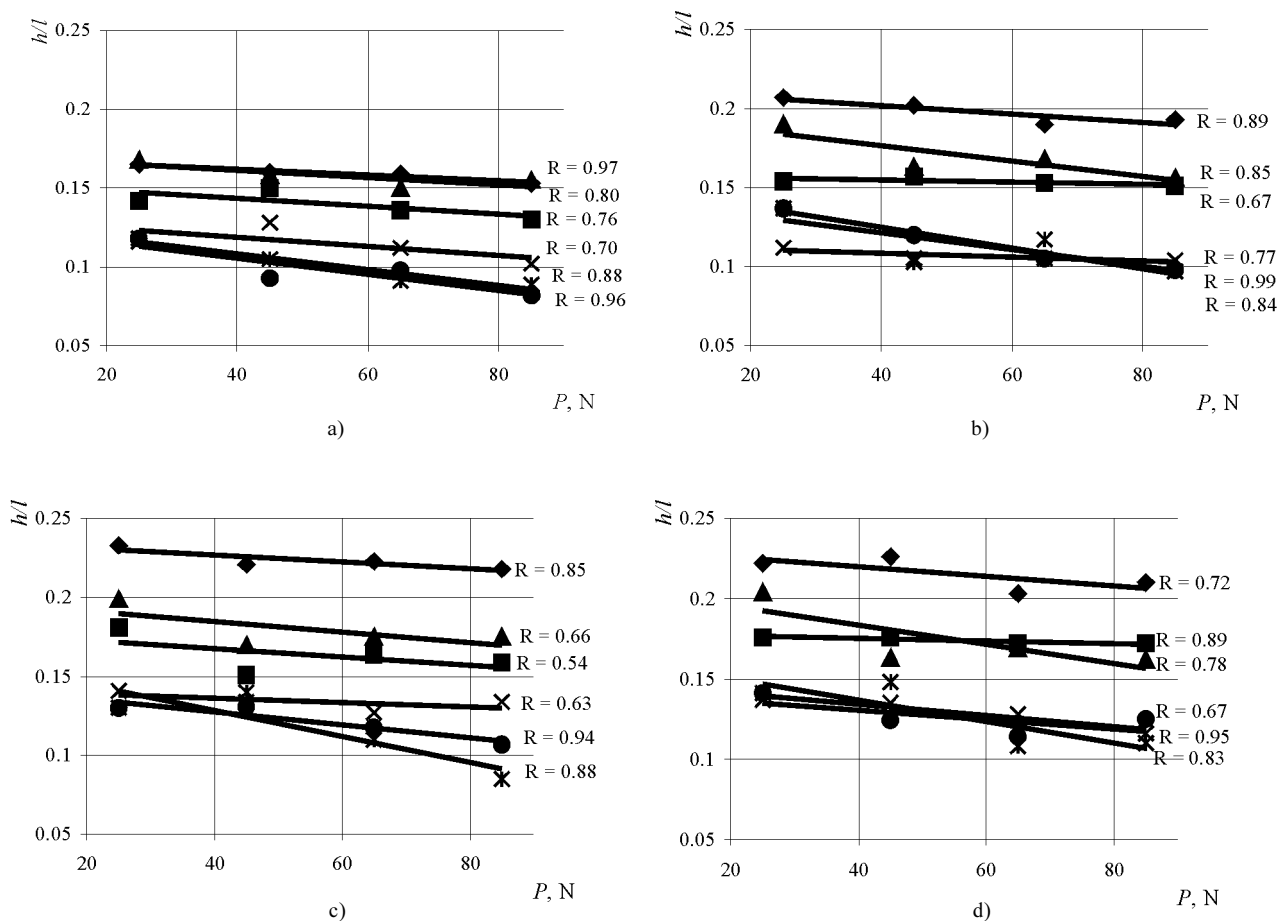 h/l
0.25
0.2
0.15
0.1
0.05
20 40 60 80
P, N
R = 0.97
R = 0.80
R = 0.76
R = 0.70
R = 0.88
R = 0.96
a)
h/l
0.25
0.2
0.15
0.1
0.05
20 40 60 80
P, N
R = 0.89
R = 0.85
R = 0.67
R = 0.77
R = 0.99
R = 0.84
b)
h/l
0.25
0.2
0.15
0.1
0.05
20 40 60 80
P, N
R = 0.85
R = 0.66
R = 0.54
R = 0.63
R = 0.94
R = 0.88
c)
h/l
0.25
0.2
0.15
0.1
0.05
20 40 60 80
P, N
R = 0.72
R = 0.89
R = 0.78
R = 0.67
R = 0.95
R = 0.83
d)